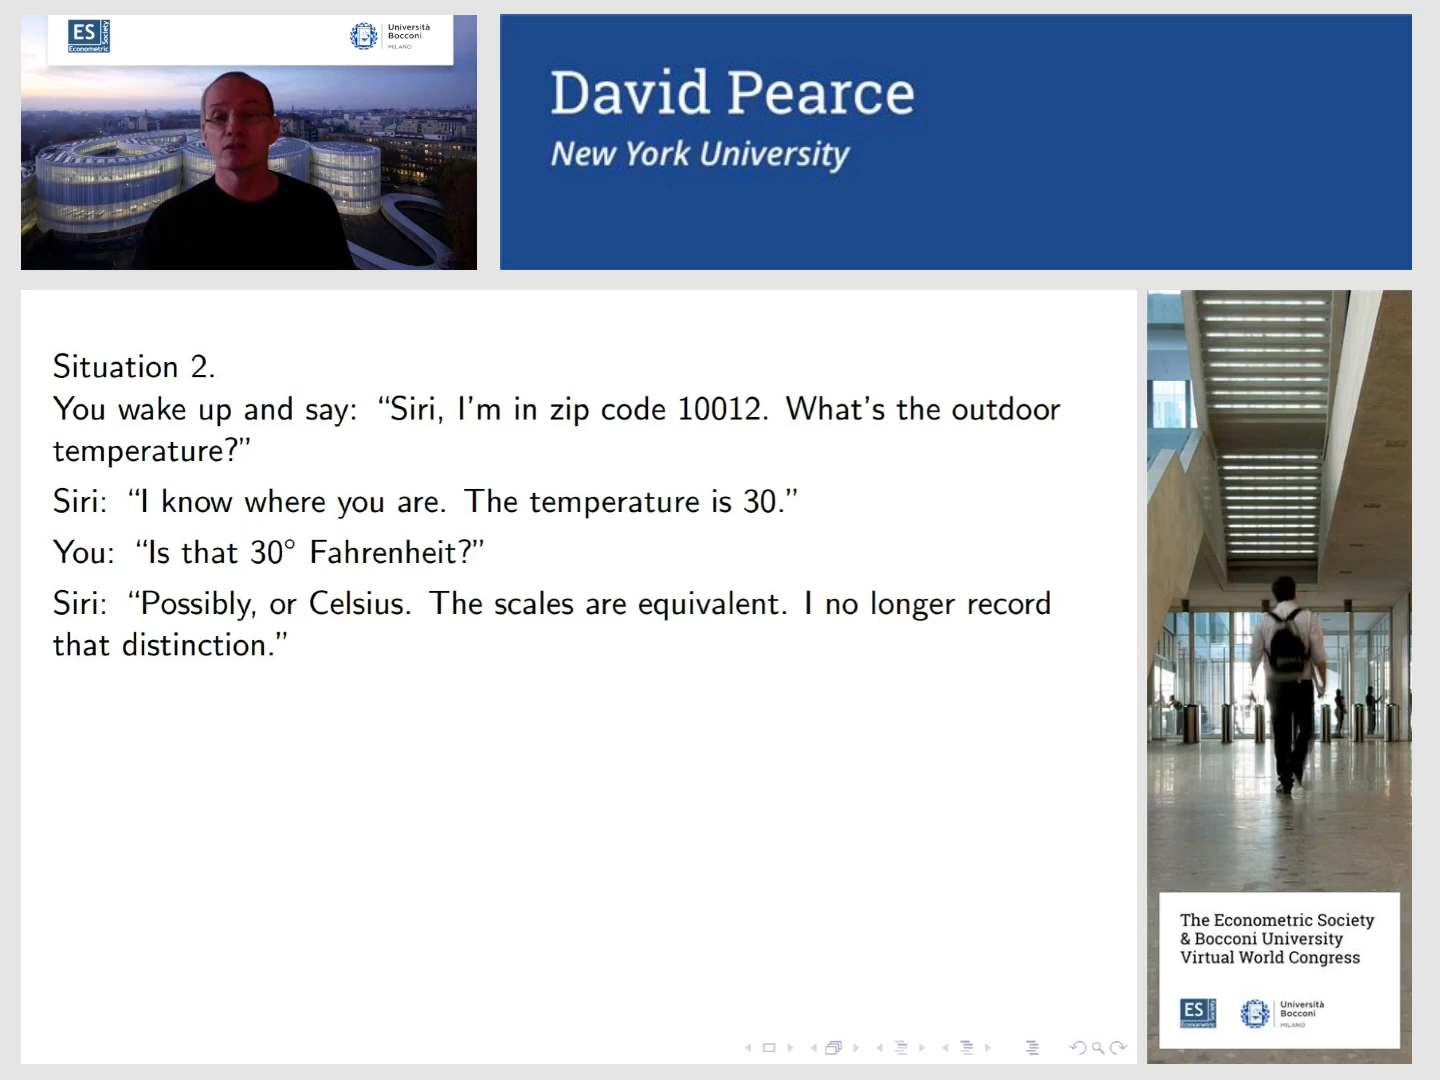 ES
Econometric
Society
Università
Bocconi
MILANO
David Pearce
New York University
Situation 2.
You wake up and say: “Siri, I’m in zip code 10012. What’s the outdoor
temperature?”
Siri: “I know where you are. The temperature is 30.”
You: “Is that 30° Fahrenheit?”
Siri: “Possibly, or Celsius. The scales are equivalent. I no longer record
that distinction.”
The Econometric Society
& Bocconi University
Virtual World Congress
ES
Econometric
Society
Università
Bocconi
MILANO